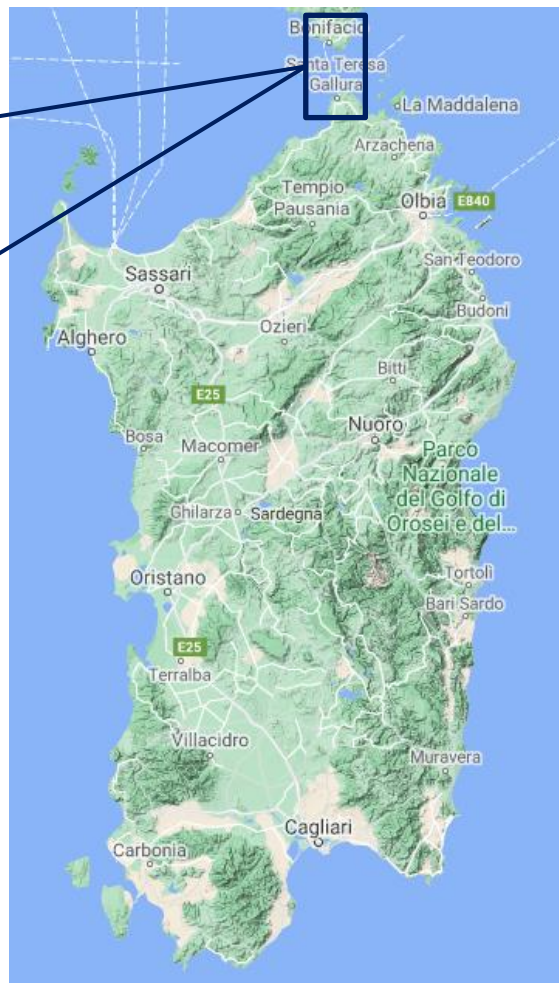 Bonifacio
Santa Teresa
Gallura
La Maddalena
Arzachena
Tempio
Pausania
Olbia
E840
San Teodoro
Sassari
Budoni
Ozieri
Alghero
Bitti
E25
Nuoro
Bosa
Macomer
Parco
Nazionale
del Golfo di
Orosei e del...
Ghilarza
Sardegna
Tortolì
Oristano
Bari Sardo
E25
Terralba
Villacidro
Muravera
Cagliari
Carbonia